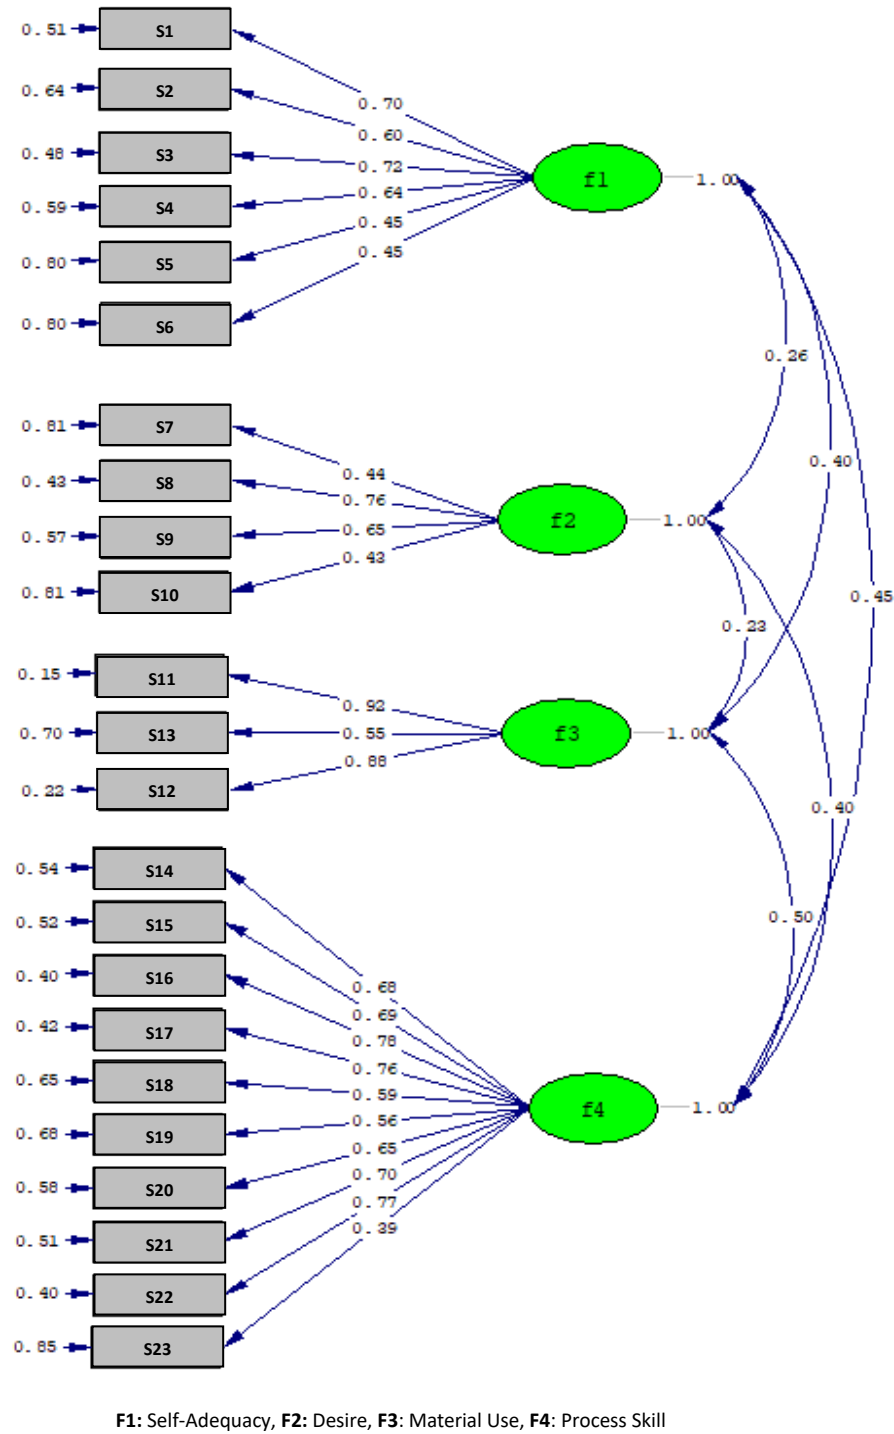 0.51 S1
0.70
0.64 S2
0.60
0.48 S3
0.72
f1 1.00
0.59 S4
0.64
0.45
0.80 S5
0.45
0.80 S6
0.26
0.81 S7
0.40
0.44
0.43 S8
0.76
f2 1.00
0.57 S9
0.65
0.43
0.81 S10
0.45
0.23
0.15 S11
0.92
0.70 S13
0.55
f3 1.00
0.88
0.22 S12
0.40
0.54 S14
0.50
0.52 S15
0.40 S16
0.68
0.69
0.42 S17
0.78
0.76
0.65 S18
0.59
f4 1.00
0.56
0.68 S19
0.65
0.58 S20
0.70
0.77
0.51 S21
0.39
0.40 S22
0.85 S23
F1: Self-Adequacy, F2: Desire, F3: Material Use, F4: Process Skill